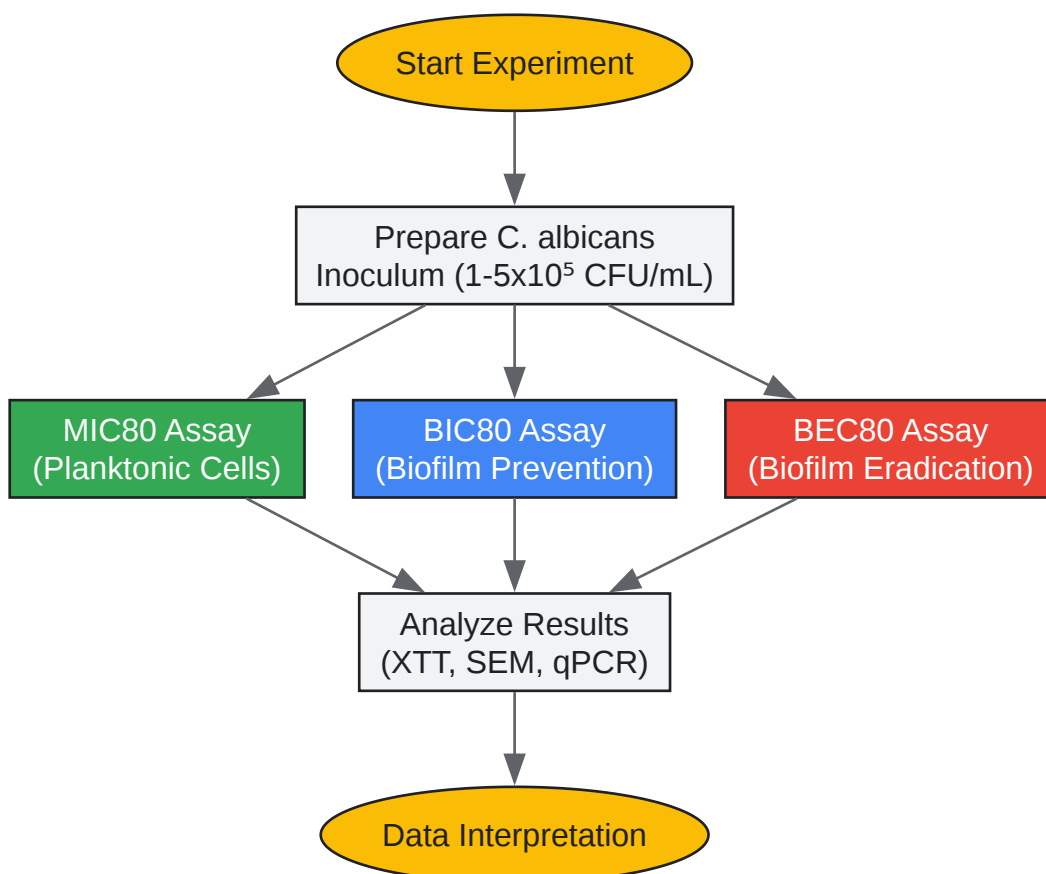 Start Experiment
Prepare C. albicans
Inoculum (1-5x10⁵ CFU/mL)
MIC80 Assay
(Planktonic Cells)
BIC80 Assay
(Biofilm Prevention)
BEC80 Assay
(Biofilm Eradication)
Analyze Results
(XTT, SEM, qPCR)
Data Interpretation